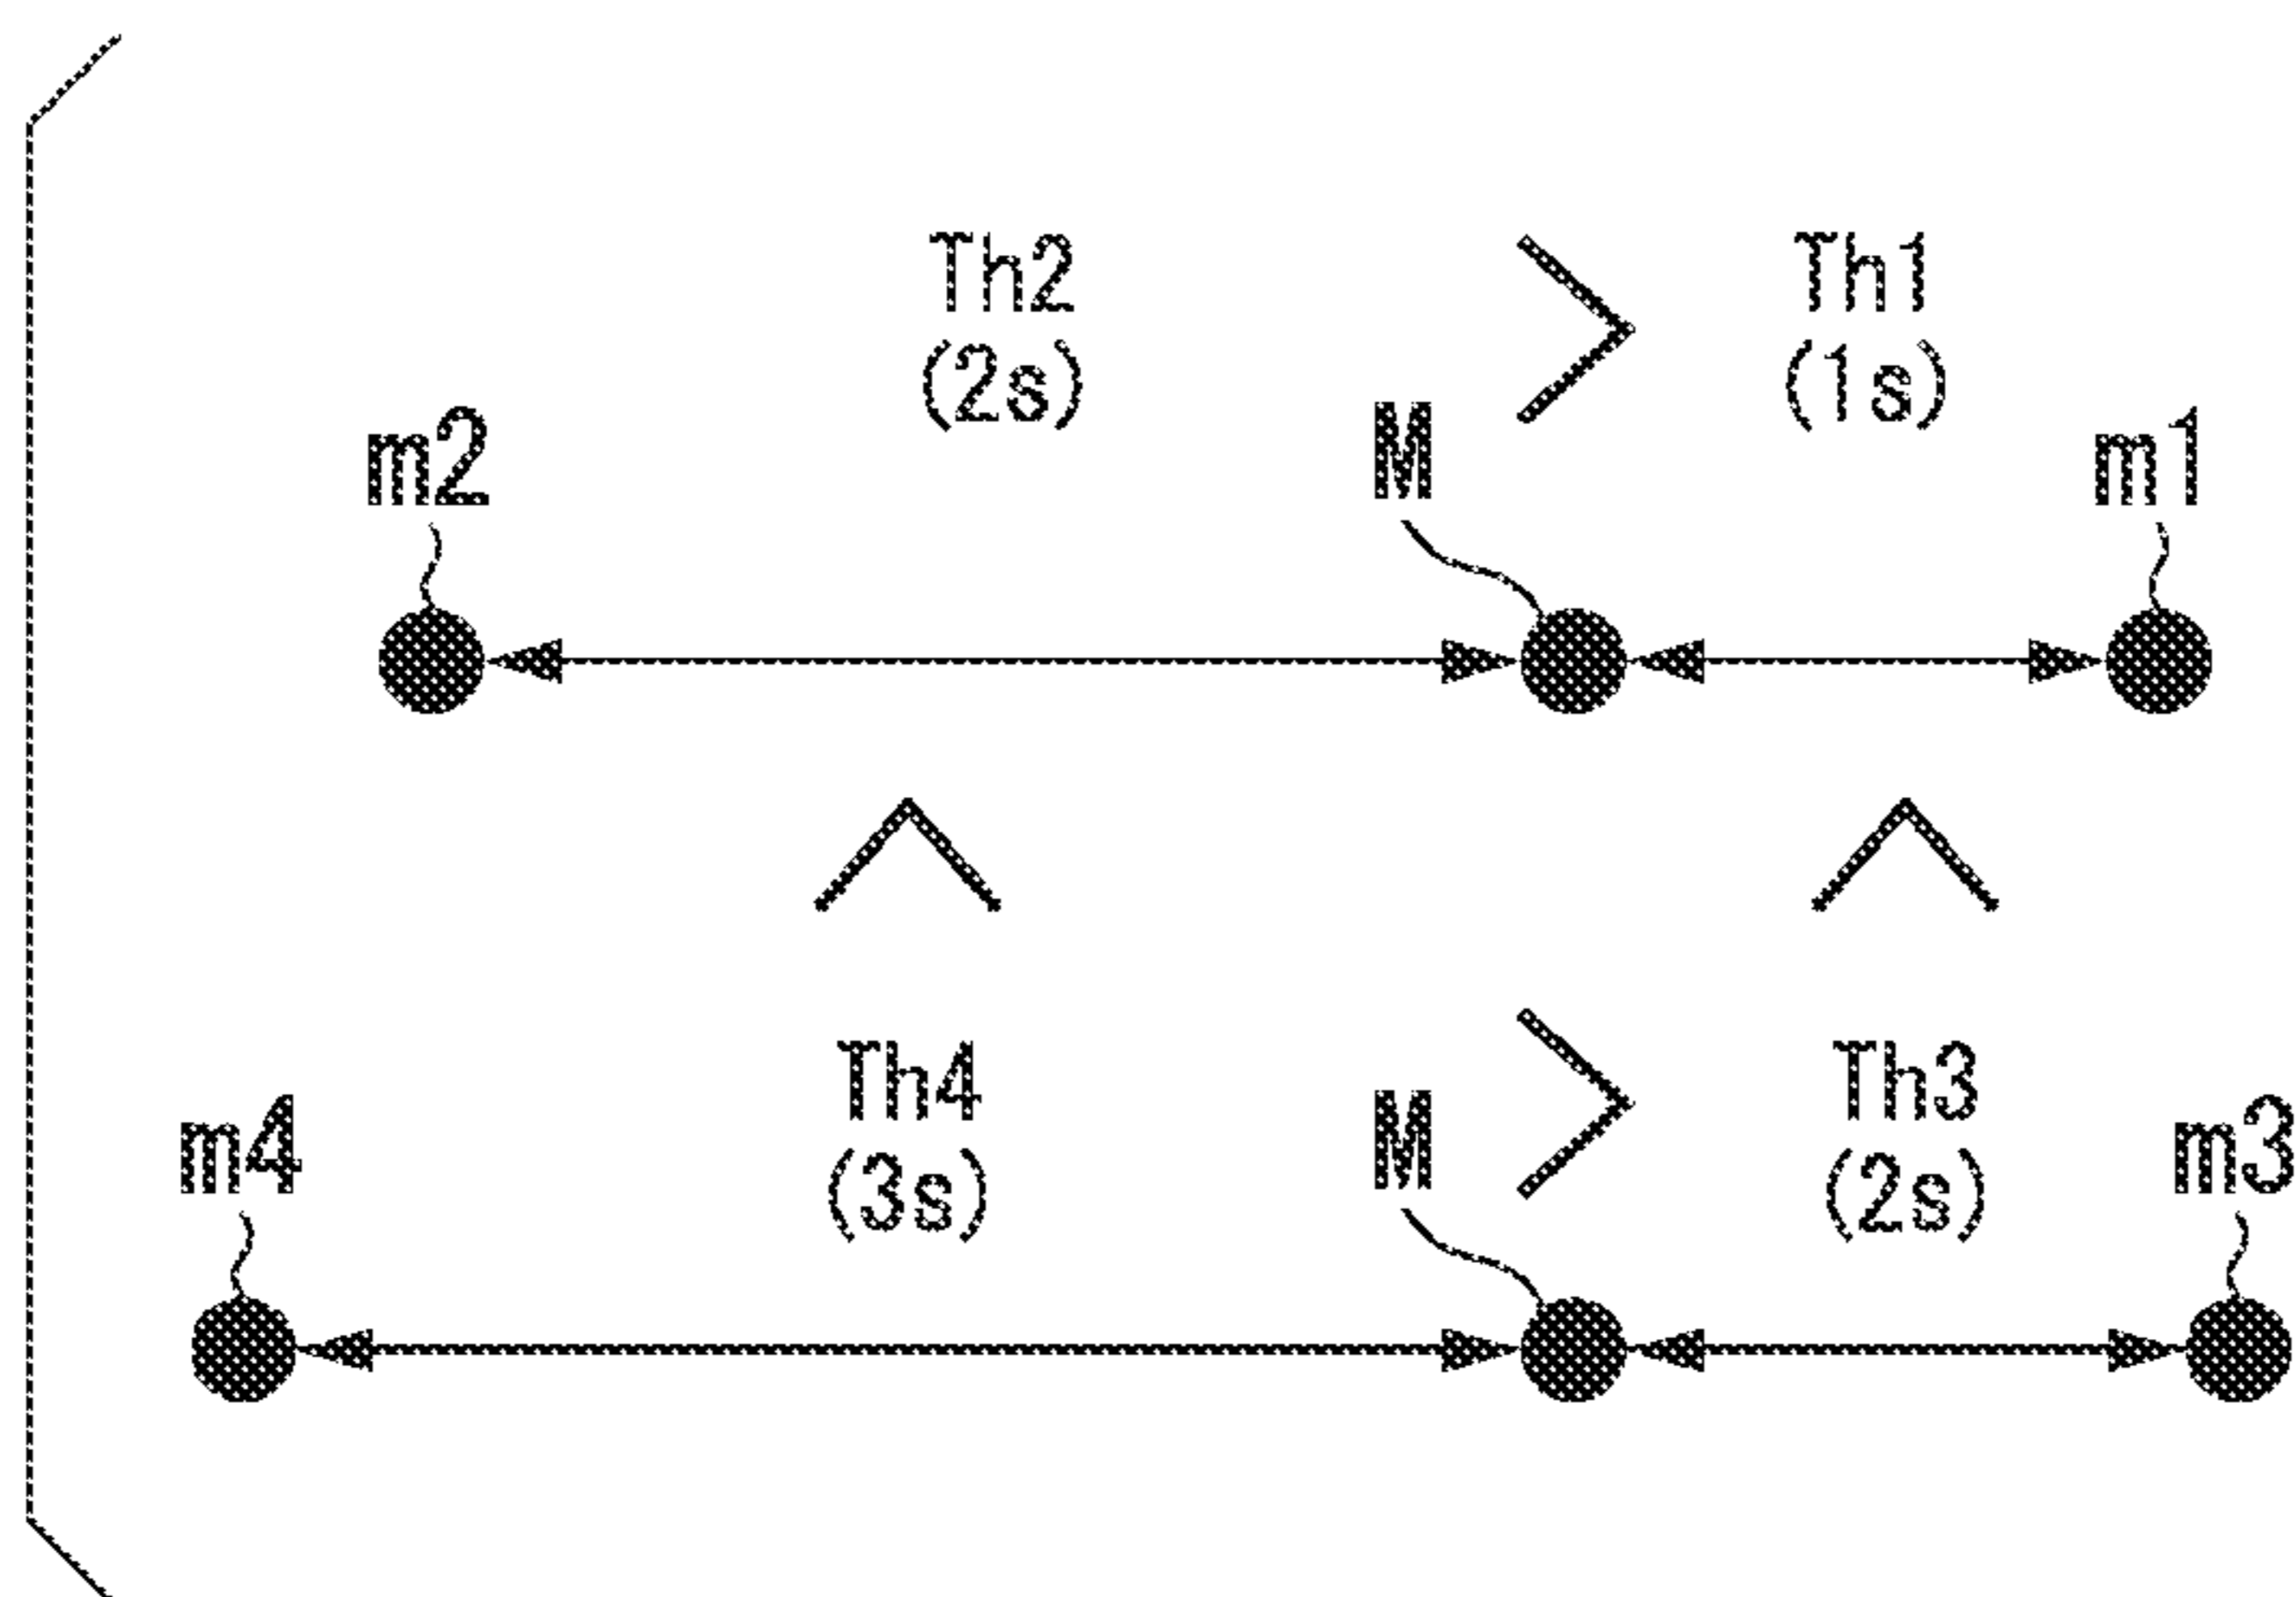 Th2 > Th1
(2s) (1s)
m2 M m1
Th4 > Th3
(3s) (2s)
m4 M m3